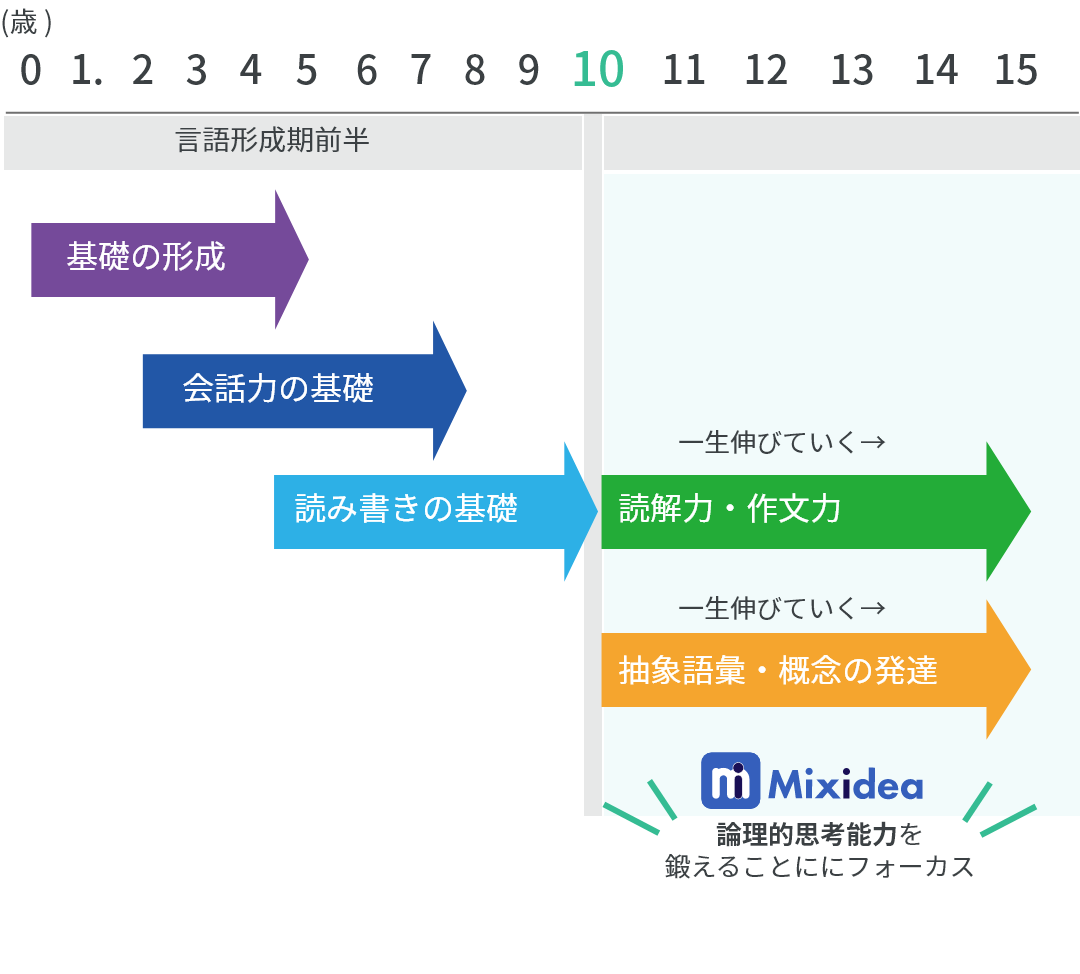 (歳 )
0 1. 2 3 4 5 6 7 8 9 10 11 12 13 14 15
言語形成期前半
基礎の形成
会話力の基礎
一生伸びていく→
読み書きの基礎 読解力・作文力
一生伸びていく→
抽象語彙・概念の発達
Mixidea
論理的思考能力を
鍛えることににフォーカス